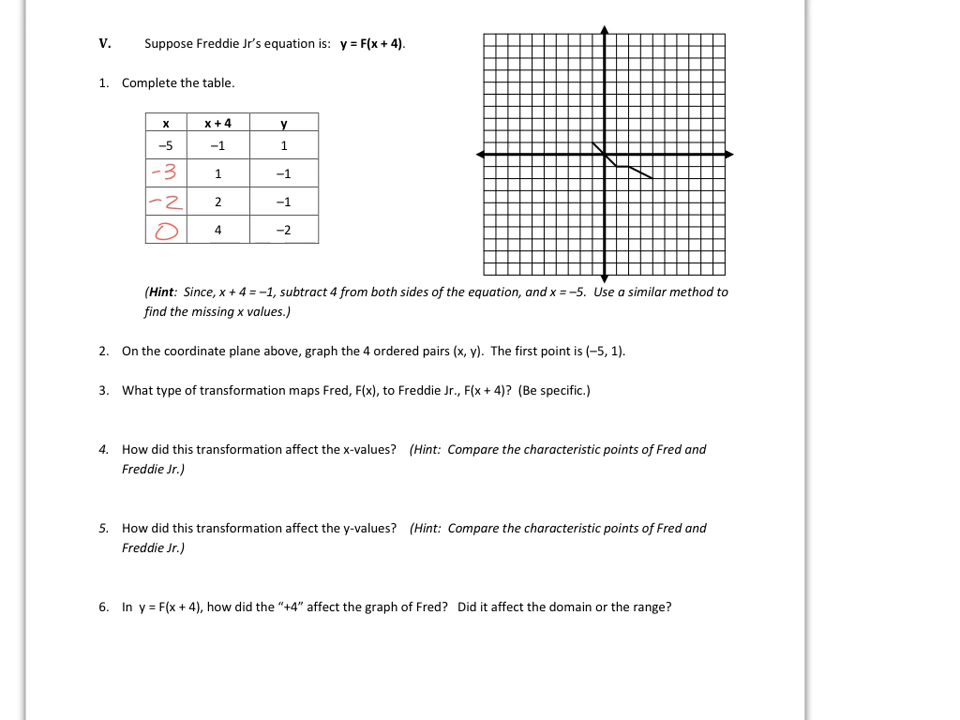 V. Suppose Freddie Jr's equation is: y = F(x + 4).
1. Complete the table.
x x + 4 y
–5 –1 1
-3 1 –1
-2 2 –1
0 4 –2
(Hint: Since, x + 4 = –1, subtract 4 from both sides of the equation, and x = –5. Use a similar method to
find the missing x values.)
2. On the coordinate plane above, graph the 4 ordered pairs (x, y). The first point is (–5, 1).
3. What type of transformation maps Fred, F(x), to Freddie Jr., F(x + 4)? (Be specific.)
4. How did this transformation affect the x-values? (Hint: Compare the characteristic points of Fred and
Freddie Jr.)
5. How did this transformation affect the y-values? (Hint: Compare the characteristic points of Fred and
Freddie Jr.)
6. In y = F(x + 4), how did the "+4" affect the graph of Fred? Did it affect the domain or the range?